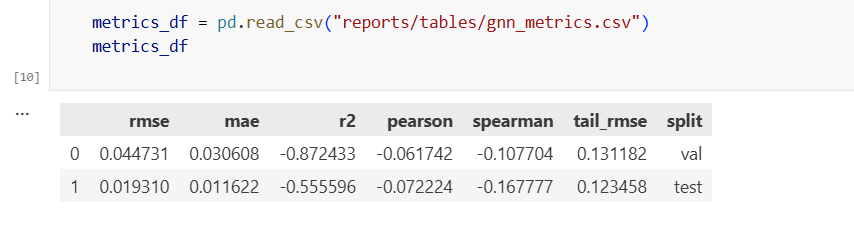 metrics_df = pd.read_csv("reports/tables/gnn_metrics.csv")
metrics_df
[10]
...
rmse mae r2 pearson spearman tail_rmse split
0 0.044731 0.030608 -0.872433 -0.061742 -0.107704 0.131182 val
1 0.019310 0.011622 -0.555596 -0.072224 -0.167777 0.123458 test